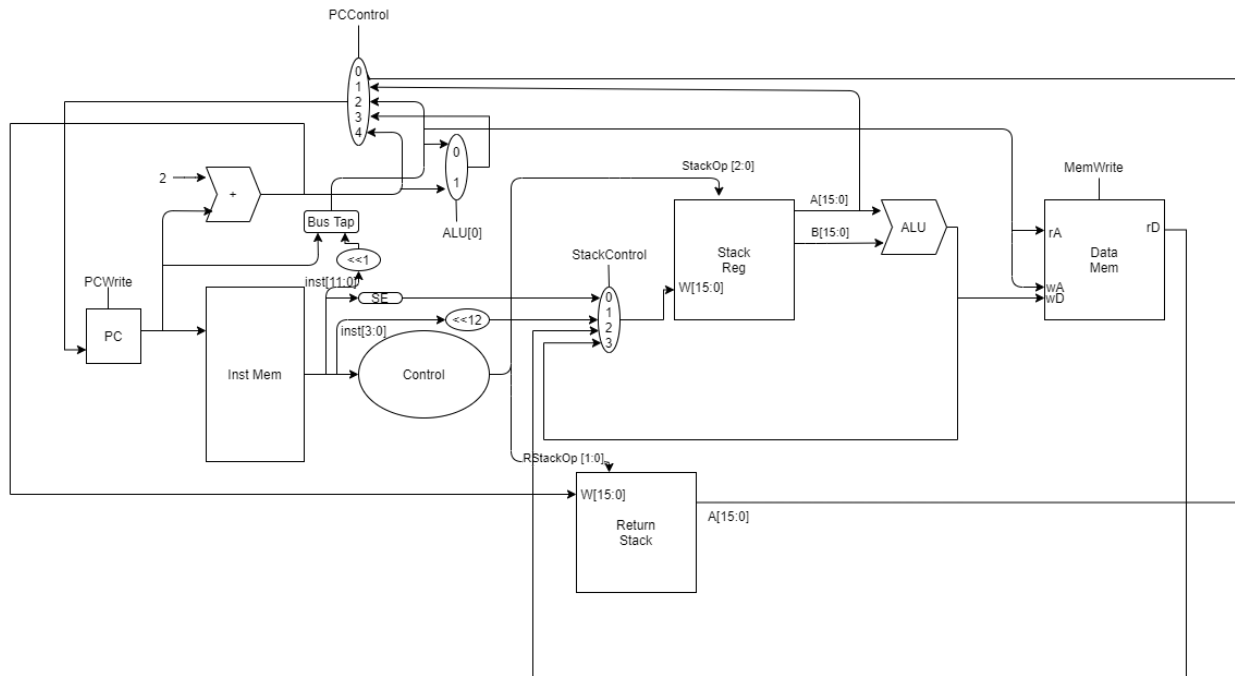 PCControl
0
1
2
3
4
0
1
ALU[0]
2
+
Bus Tap
<<1
inst[11:0]
SE
<<12
inst[3:0]
PCWrite
PC
Inst Mem
Control
StackControl
0
1
2
3
StackOp [2:0]
Stack
Reg
W[15:0]
A[15:0]
B[15:0]
ALU
MemWrite
rA
rD
Data
Mem
wA
wD
RStackOp [1:0]
W[15:0]
Return
Stack
A[15:0]